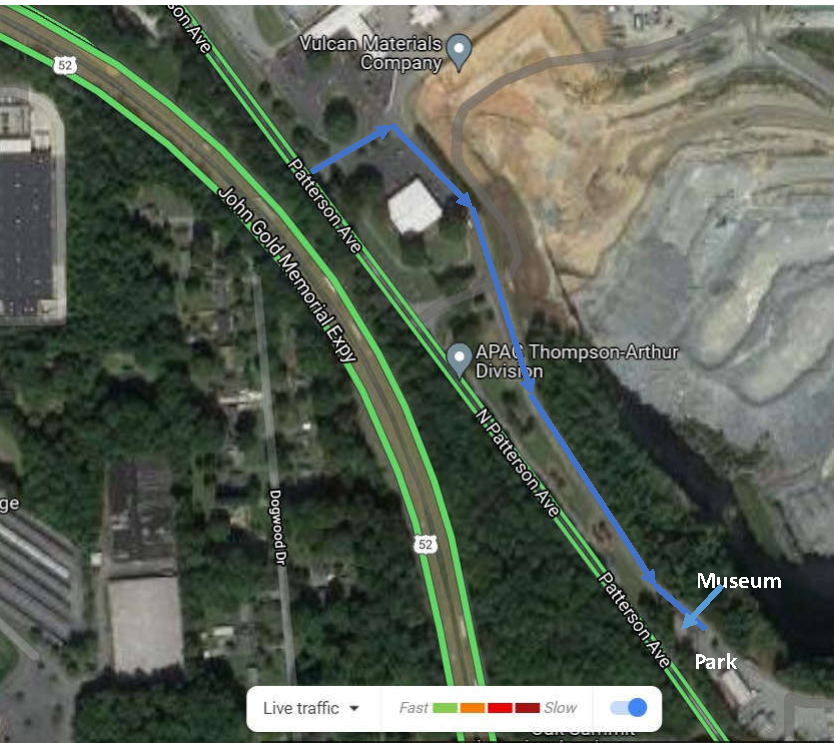 son Ave
Vulcan Materials
Company
52
Patterson Ave
John Gold Memorial Expy
APAC Thompson-Arthur
Division
N Patterson Ave
ge
Dogwood Dr
52
Patterson Ave
Museum
Park
Live traffic
Fast
Slow